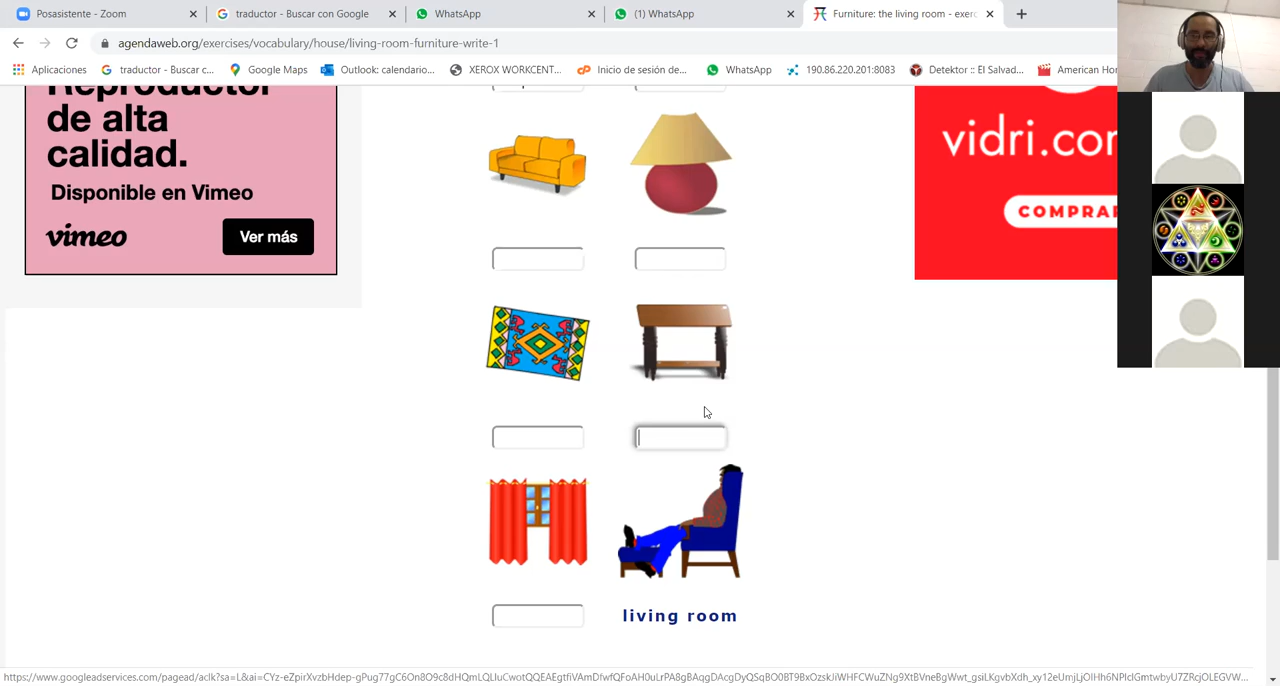 Posasistente - Zoom
traductor - Buscar con Google
WhatsApp
(1) WhatsApp
Furniture: the living room - exerc
agendaweb.org/exercises/vocabulary/house/living-room-furniture-write-1
Aplicaciones
traductor - Buscar c...
Google Maps
Outlook: calendario...
XEROX WORKCENT...
Inicio de sesión de...
WhatsApp
190.86.220.201:8083
Detektor :: El Salvad...
American Hor
Reproductor
de alta
calidad.
Disponible en Vimeo
vimeo
Ver más
vidri.com
COMPRAR
living room